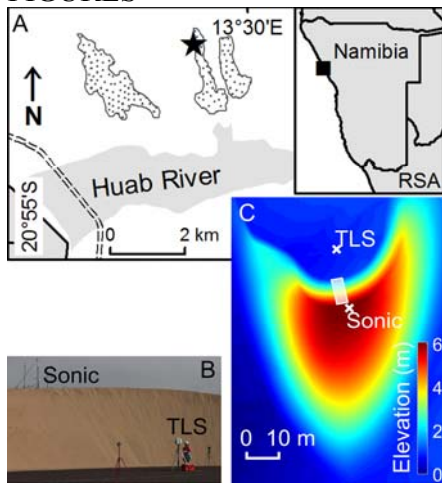 FIGURES
A
13°30'E
N
Huab River
20°55'S
0 2 km
Namibia
RSA
B
Sonic
TLS
C
TLS
Sonic
Elevation (m)
6
4
2
0
0 10 m